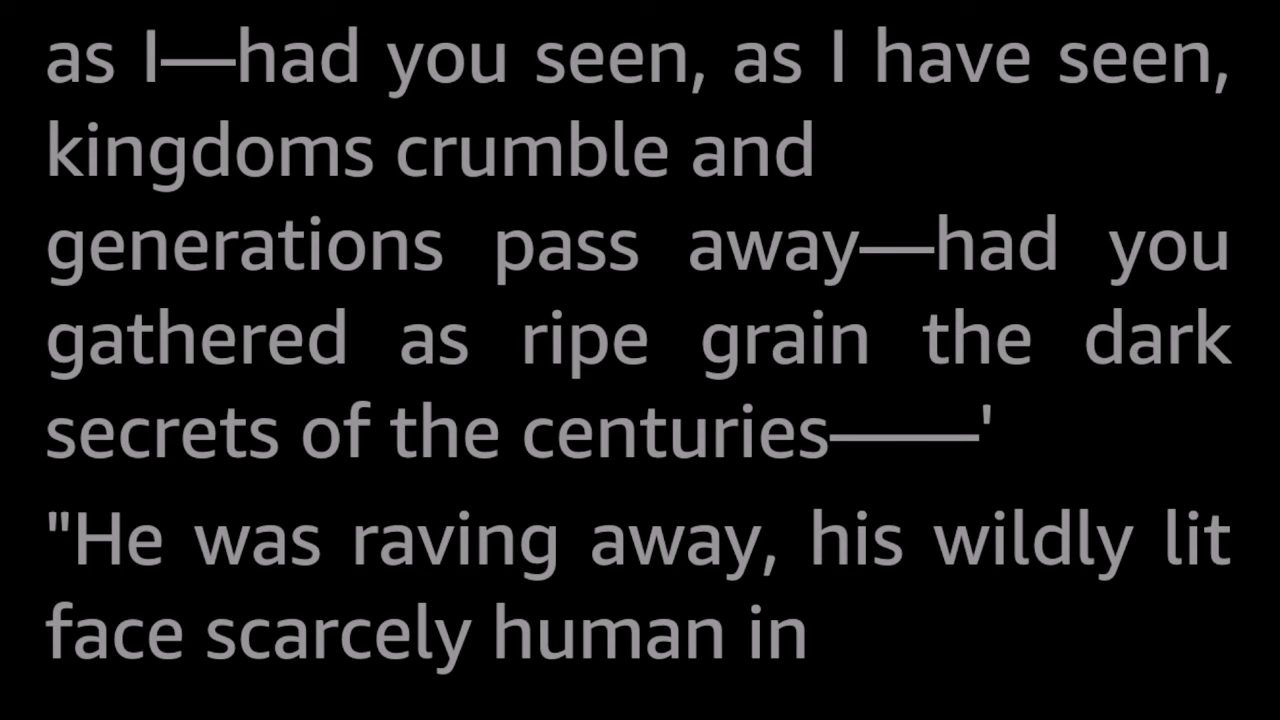 as I—had you seen, as I have seen,
kingdoms crumble and
generations pass away—had you
gathered as ripe grain the dark
secrets of the centuries——'
"He was raving away, his wildly lit
face scarcely human in